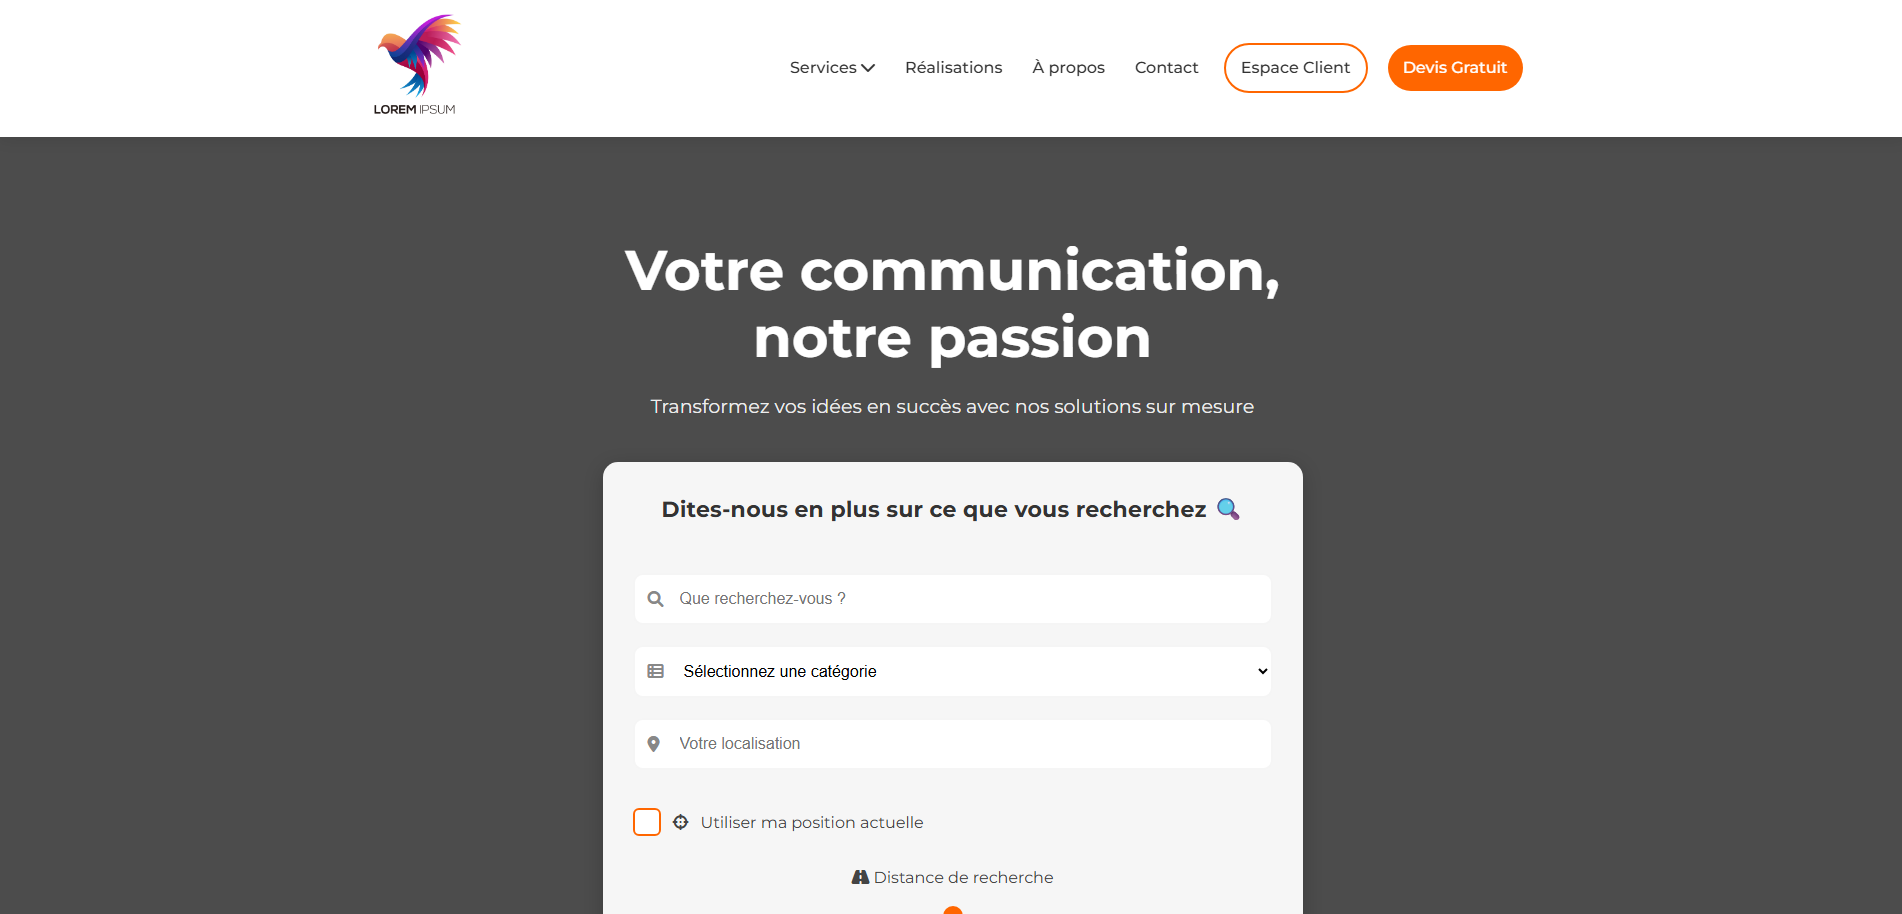 LOREM IPSUM
Services
Réalisations
À propos
Contact
Espace Client
Devis Gratuit
Votre communication,
notre passion
Transformez vos idées en succès avec nos solutions sur mesure
Dites-nous en plus sur ce que vous recherchez 🔍
Que recherchez-vous ?
Sélectionnez une catégorie
Votre localisation
Utiliser ma position actuelle
Distance de recherche